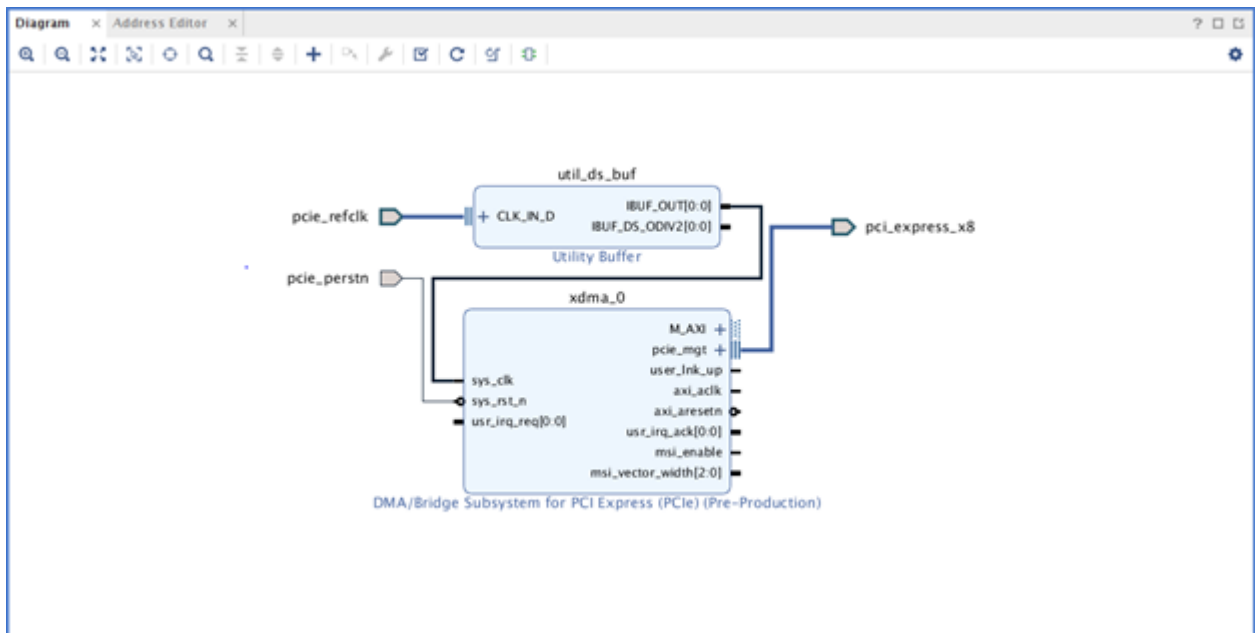 Diagram × Address Editor ×
?
util_ds_buf
pcie_refclk
CLK_IN_D
IBUF_OUT[0:0]
IBUF_DS_ODIV2[0:0]
pci_express_x8
Utility Buffer
pcie_perstn
xdma_0
M_AXI
pcie_mgt
user_lnk_up
sys_clk
axi_aclk
sys_rst_n
axi_aresetn
usr_irq_req[0:0]
usr_irq_ack[0:0]
msi_enable
msi_vector_width[2:0]
DMA/Bridge Subsystem for PCI Express (PCIe) (Pre-Production)